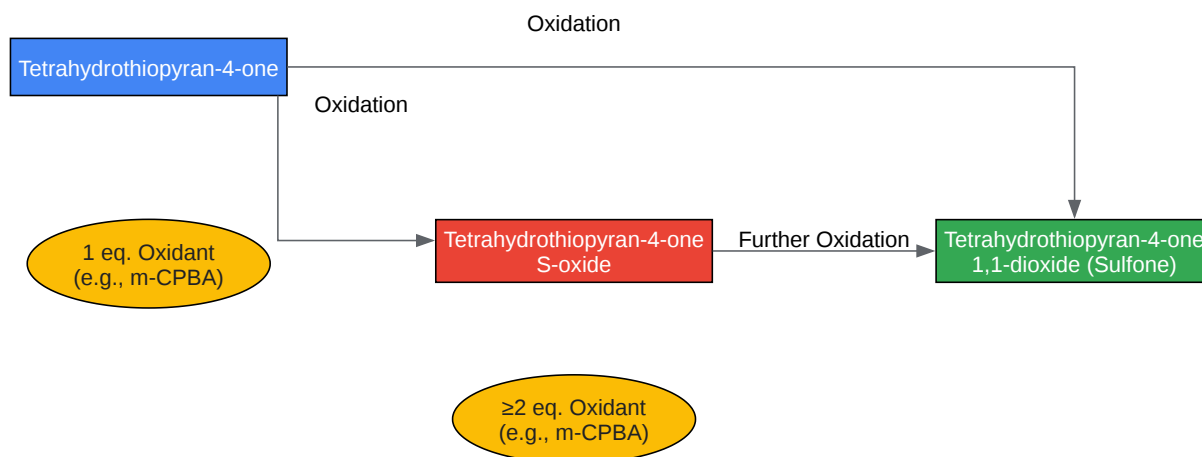 Oxidation
Tetrahydrothiopyran-4-one
Oxidation
1 eq. Oxidant
(e.g., m-CPBA)
Tetrahydrothiopyran-4-one
S-oxide
Further Oxidation
Tetrahydrothiopyran-4-one
1,1-dioxide (Sulfone)
≥2 eq. Oxidant
(e.g., m-CPBA)